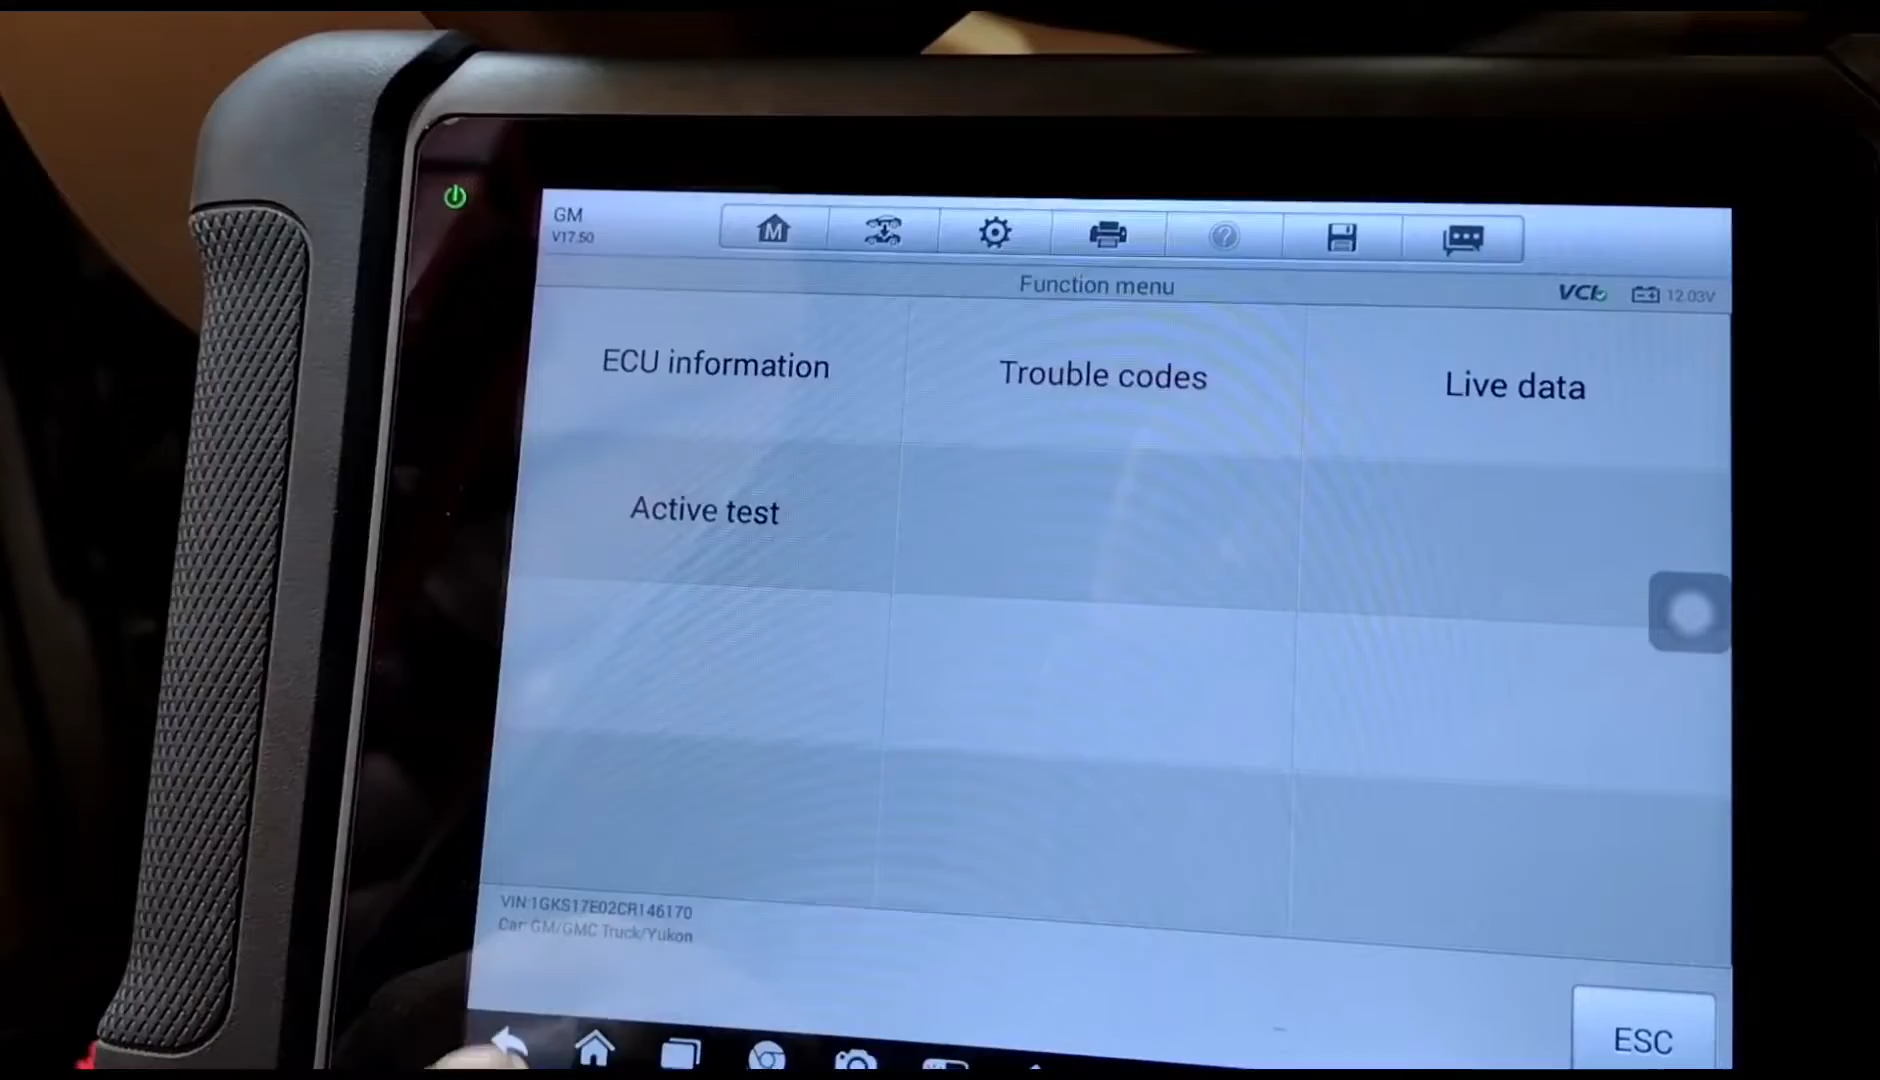 GM
V17.50
M
?
Function menu
VCI
12.03V
ECU information
Trouble codes
Live data
Active test
VIN:1GKS17E02CR146170
Car: GM/GMC Truck/Yukon
ESC